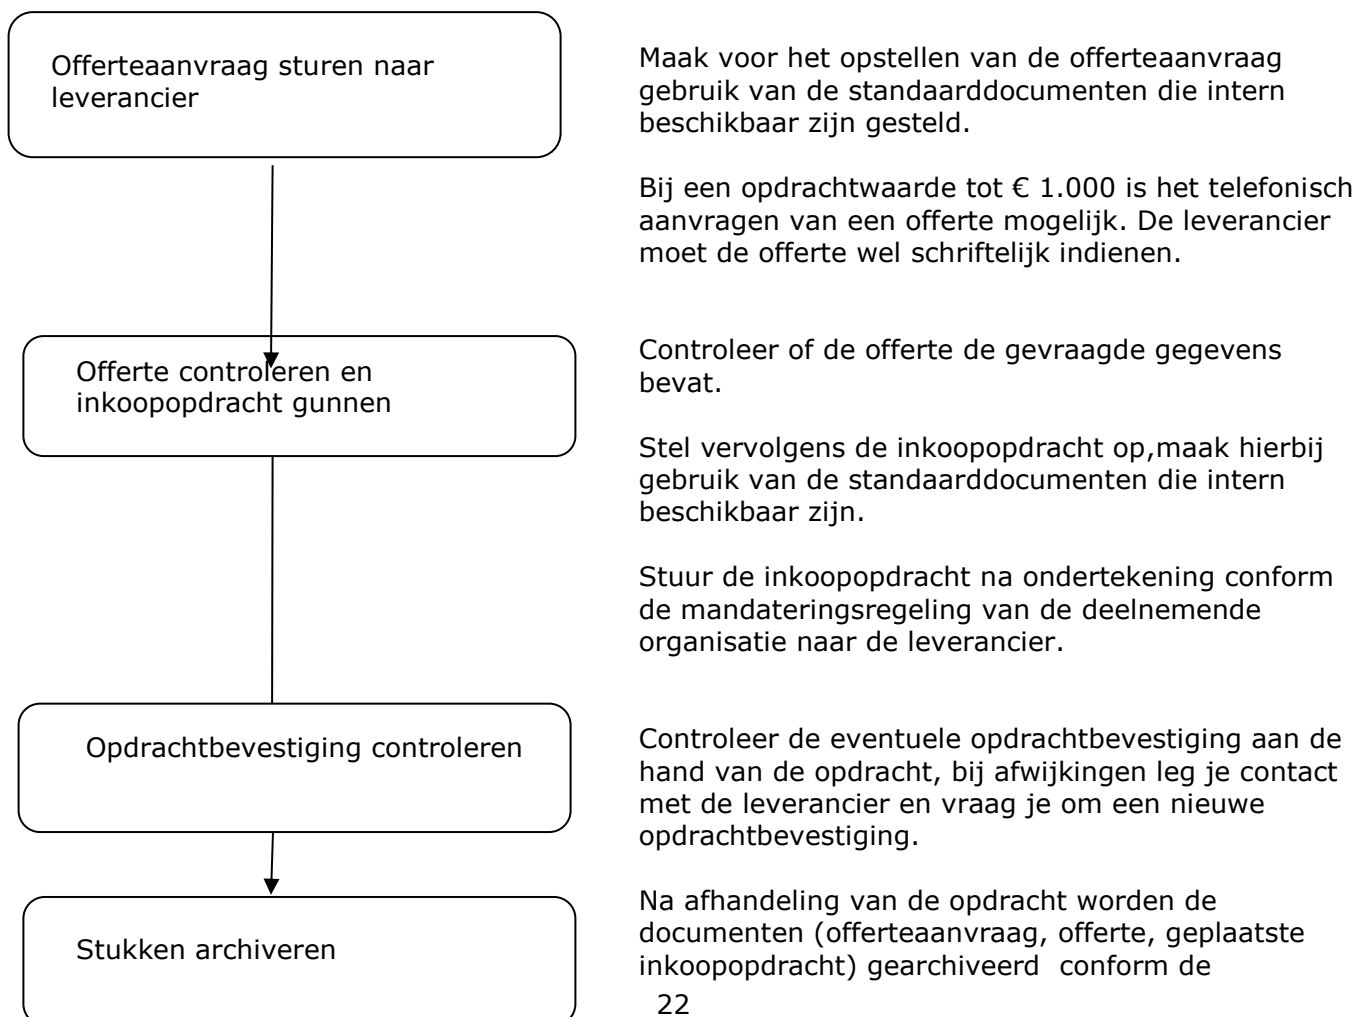 Offerteaanvraag sturen naar
leverancier
Maak voor het opstellen van de offerteaanvraag
gebruik van de standaarddocumenten die intern
beschikbaar zijn gesteld.
Bij een opdrachtwaarde tot € 1.000 is het telefonisch
aanvragen van een offerte mogelijk. De leverancier
moet de offerte wel schriftelijk indienen.
Offerte controleren en
inkoopopdracht gunnen
Controleer of de offerte de gevraagde gegevens
bevat.
Stel vervolgens de inkoopopdracht op,maak hierbij
gebruik van de standaarddocumenten die intern
beschikbaar zijn.
Stuur de inkoopopdracht na ondertekening conform
de mandateringsregeling van de deelnemende
organisatie naar de leverancier.
Opdrachtbevestiging controleren
Controleer de eventuele opdrachtbevestiging aan de
hand van de opdracht, bij afwijkingen leg je contact
met de leverancier en vraag je om een nieuwe
opdrachtbevestiging.
Stukken archiveren
Na afhandeling van de opdracht worden de
documenten (offerteaanvraag, offerte, geplaatste
inkoopopdracht) gearchiveerd  conform de
22